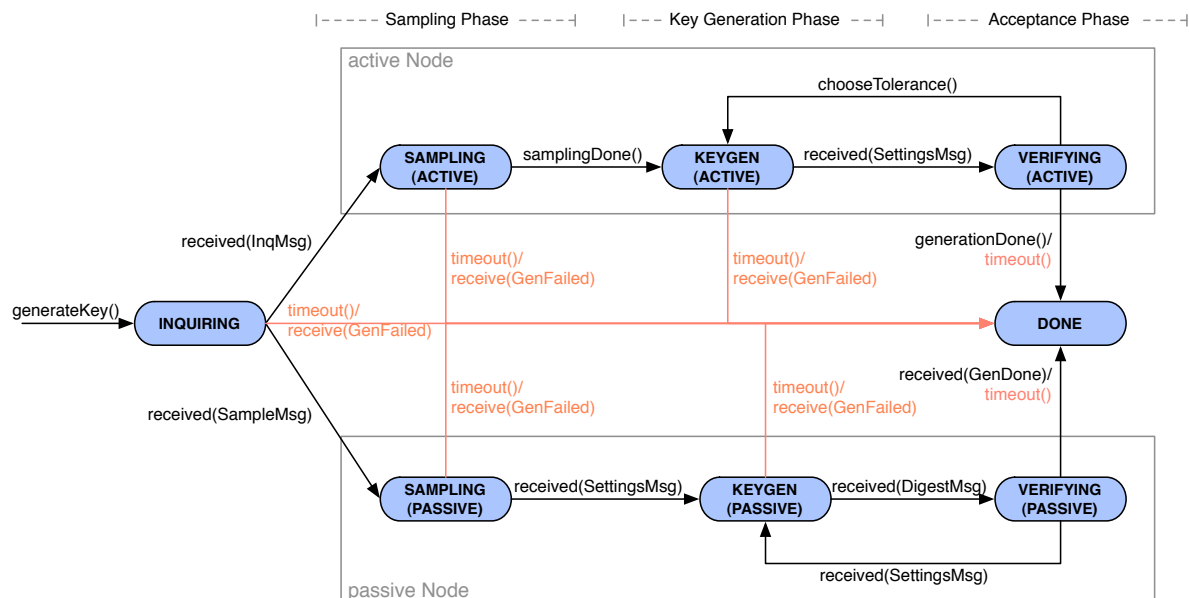 Sampling Phase
Key Generation Phase
Acceptance Phase
active Node
chooseTolerance()
SAMPLING
(ACTIVE)
samplingDone()
KEYGEN
(ACTIVE)
received(SettingsMsg)
VERIFYING
(ACTIVE)
received(InqMsg)
timeout()/
receive(GenFailed)
timeout()/
receive(GenFailed)
generationDone()/
timeout()
generateKey()
INQUIRING
timeout()/
receive(GenFailed)
DONE
received(SampleMsg)
timeout()/
receive(GenFailed)
timeout()/
receive(GenFailed)
received(GenDone)/
timeout()
SAMPLING
(PASSIVE)
received(SettingsMsg)
KEYGEN
(PASSIVE)
received(DigestMsg)
VERIFYING
(PASSIVE)
received(SettingsMsg)
passive Node